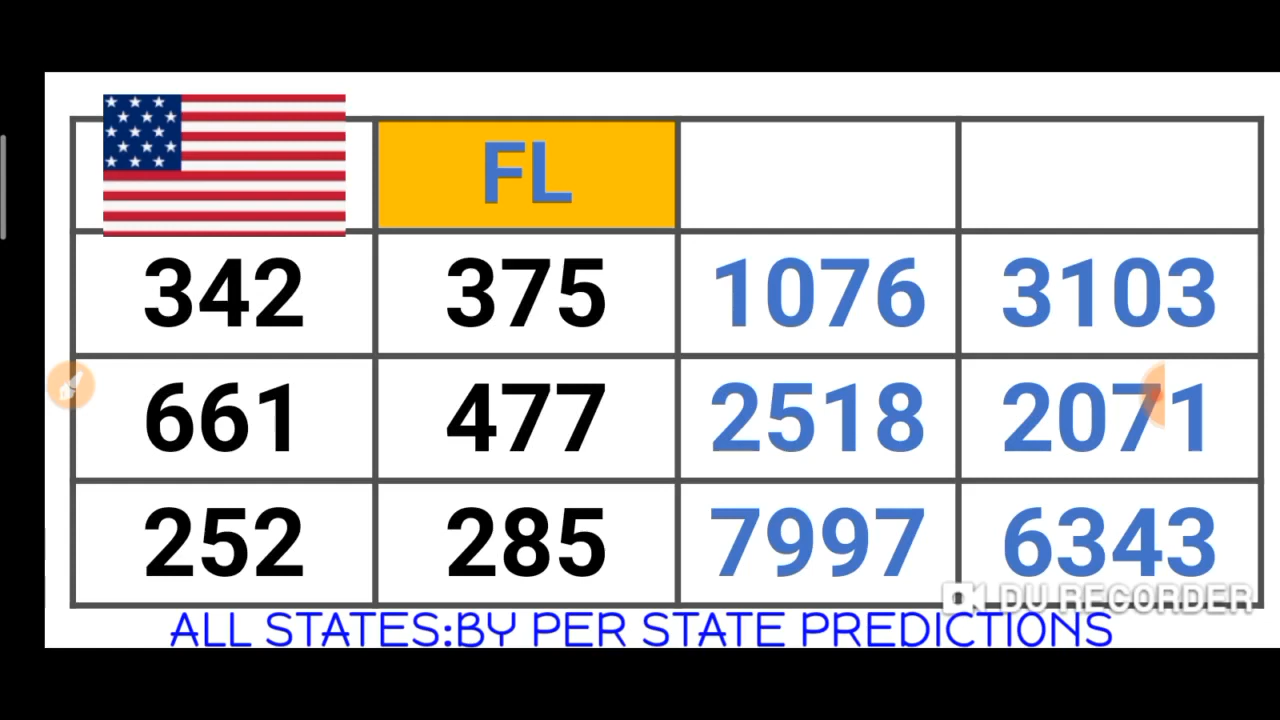 FL
342 375 1076 3103
661 477 2518 2071
252 285 7997 6343
DU RECORDER
ALL STATES:BY PER STATE PREDICTIONS